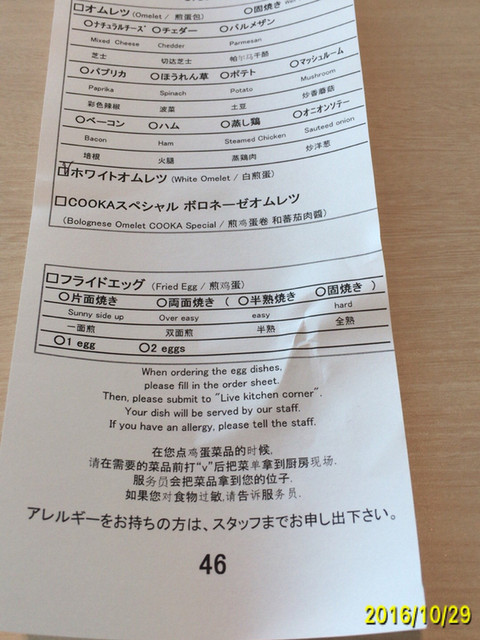 □オムレツ (Omelet / 煎蛋包) ○固焼き
○ナチュラルチーズ ○チェダー ○パルメザン
Mixed Cheese Chedder Parmesan
芝士 切达芝士 帕尔马干酪
○パプリカ ○ほうれん草 ○ポテト ○マッシュルーム
Paprika Spinach Potato Mushroom
彩色辣椒 菠菜 土豆 炒香蘑菇
○ベーコン ○ハム ○蒸し鶏 ○オニオンソテー
Bacon Ham Steamed Chicken Sauteed onion
培根 火腿 蒸鸡肉 炒洋葱
□ホワイトオムレツ (White Omelet / 白煎蛋)
□COOKAスペシャル ボロネーゼオムレツ
(Bolognese Omelet COOKA Special / 煎鸡蛋卷 和蕃茄肉醤)
□フライドエッグ (Fried Egg / 煎鸡蛋)
○片面焼き ○両面焼き ( ○半熟焼き ○固焼き )
Sunny side up Over easy easy hard
一面煎 双面煎 半熟 全熟
○1 egg ○2 eggs
When ordering the egg dishes,
please fill in the order sheet.
Then, please submit to "Live kitchen corner".
Your dish will be served by our staff.
If you have an allergy, please tell the staff.
在您点鸡蛋菜品的时候,
请在需要的菜品前打"v"后把菜单拿到厨房现场,
服务员会把菜品拿到您的位子,
如果您对食物过敏,请告诉服务员.
アレルギーをお持ちの方は、スタッフまでお申し出下さい。
46
2016/10/29